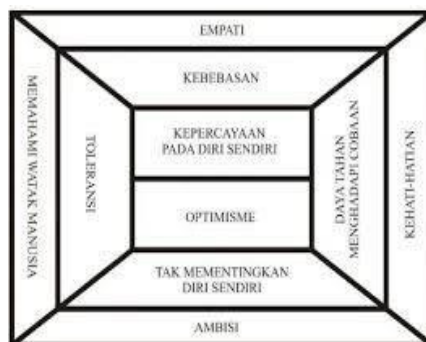 EMPATI
KEBEBASAN
MEMAHAMI WATAK MANUSIA
TOLERANSI
KEPERCAYAAN
PADA DIRI SENDIRI
OPTIMISME
DAYA TAHAN
MENGHADAPI COBAAN
KEHATI-HATIAN
TAK MEMENTINGKAN
DIRI SENDIRI
AMBISI